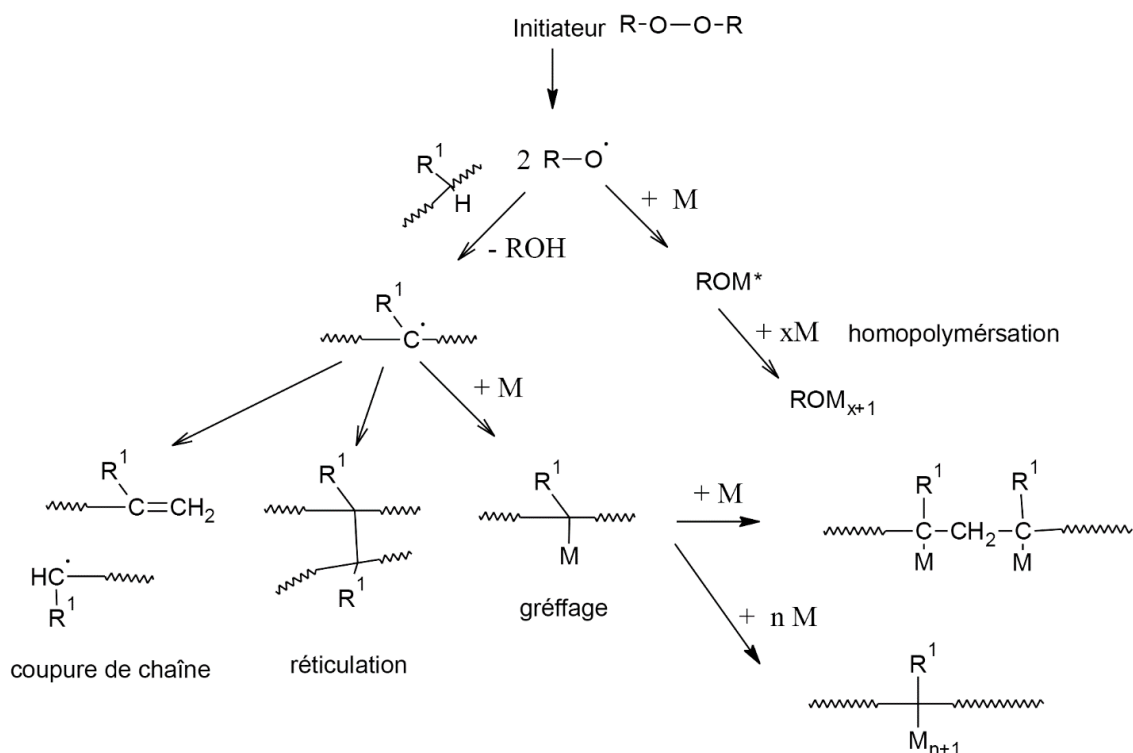 Initiateur R-O—O-R
2 R—O·
R1
H
+ M
- ROH
ROM*
R1
C·
+ xM homopolymérsation
+ M
ROMx+1
R1
C=CH2
R1
R1
M
+ M
R1 R1
C-CH2-C
M M
HC·
R1
R1
gréffage
+ n M
coupure de chaîne
réticulation
R1
Mn+1